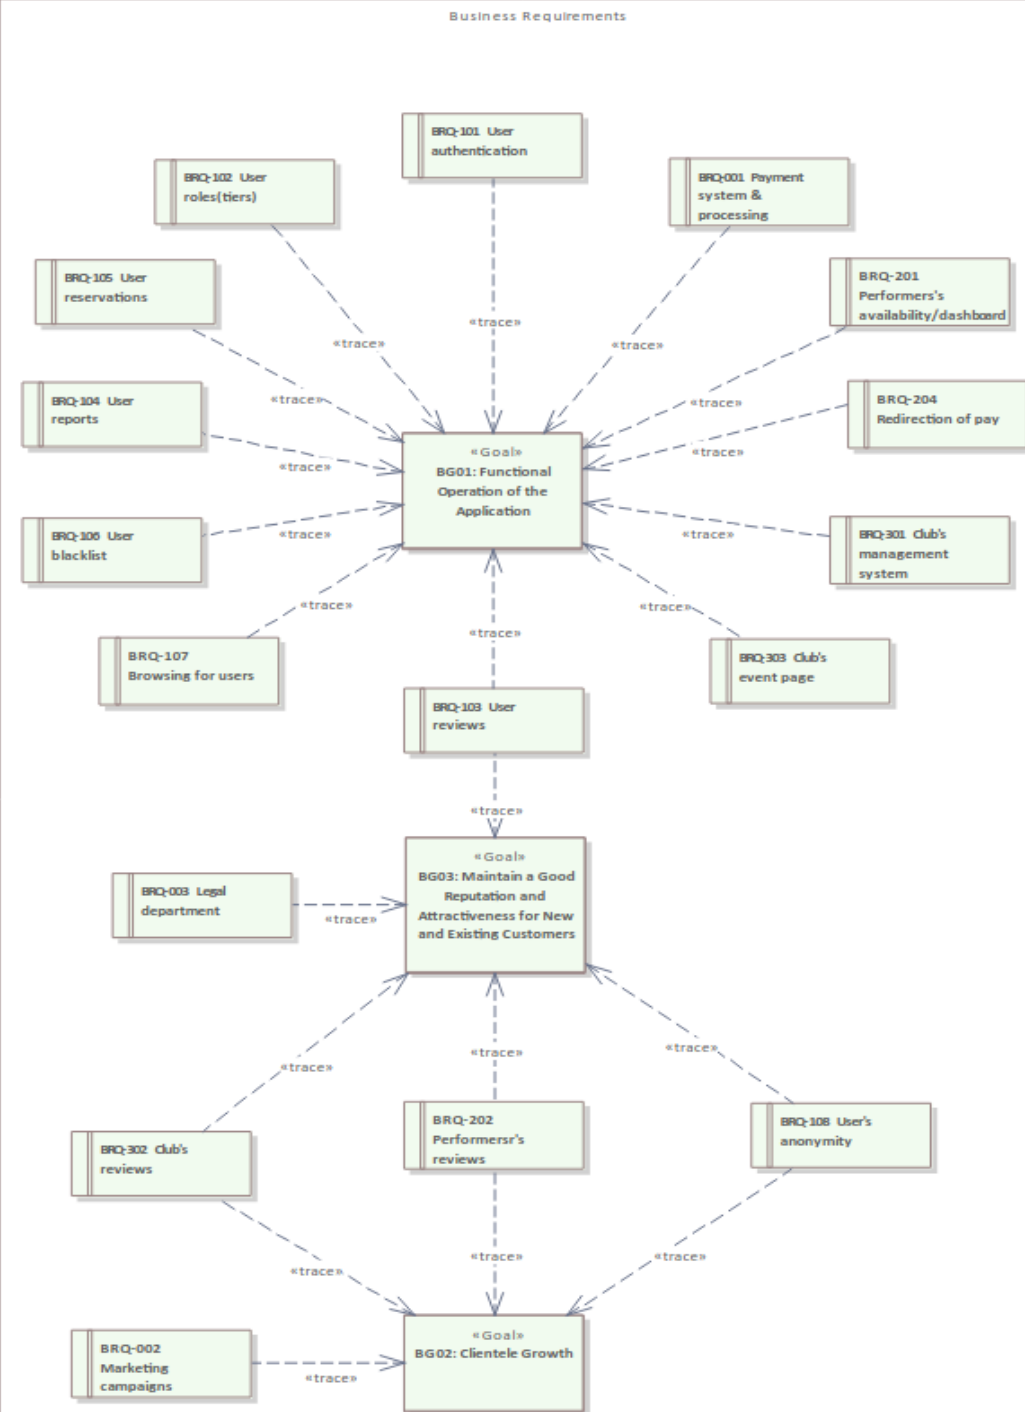 Business Requirements
BRQ-101 User
authentication
BRQ-102 User
roles(tiers)
BRQ-001 Payment
system &
processing
BRQ-105 User
reservations
BRQ-201
Performers's
availability/dashboard
«trace»
«trace»
«trace»
BRQ-104 User
reports
«trace»
«trace»
BRQ-204
Redirection of pay
«Goal»
BG01: Functional
Operation of the
Application
«trace»
«trace»
BRQ-106 User
blacklist
«trace»
«trace»
BRQ-301 Club's
management
system
«trace»
«trace»
«trace»
BRQ-107
Browsing for users
BRQ-303 Club's
event page
BRQ-103 User
reviews
«trace»
«Goal»
BG03: Maintain a Good
Reputation and
Attractiveness for New
and Existing Customers
BRQ-003 Legal
department
«trace»
«trace»
«trace»
«trace»
BRQ-302 Club's
reviews
BRQ-202
Performersr's
reviews
BRQ-108 User's
anonymity
«trace»
«trace»
«trace»
«Goal»
BG02: Clientele Growth
BRQ-002
Marketing
campaigns
«trace»